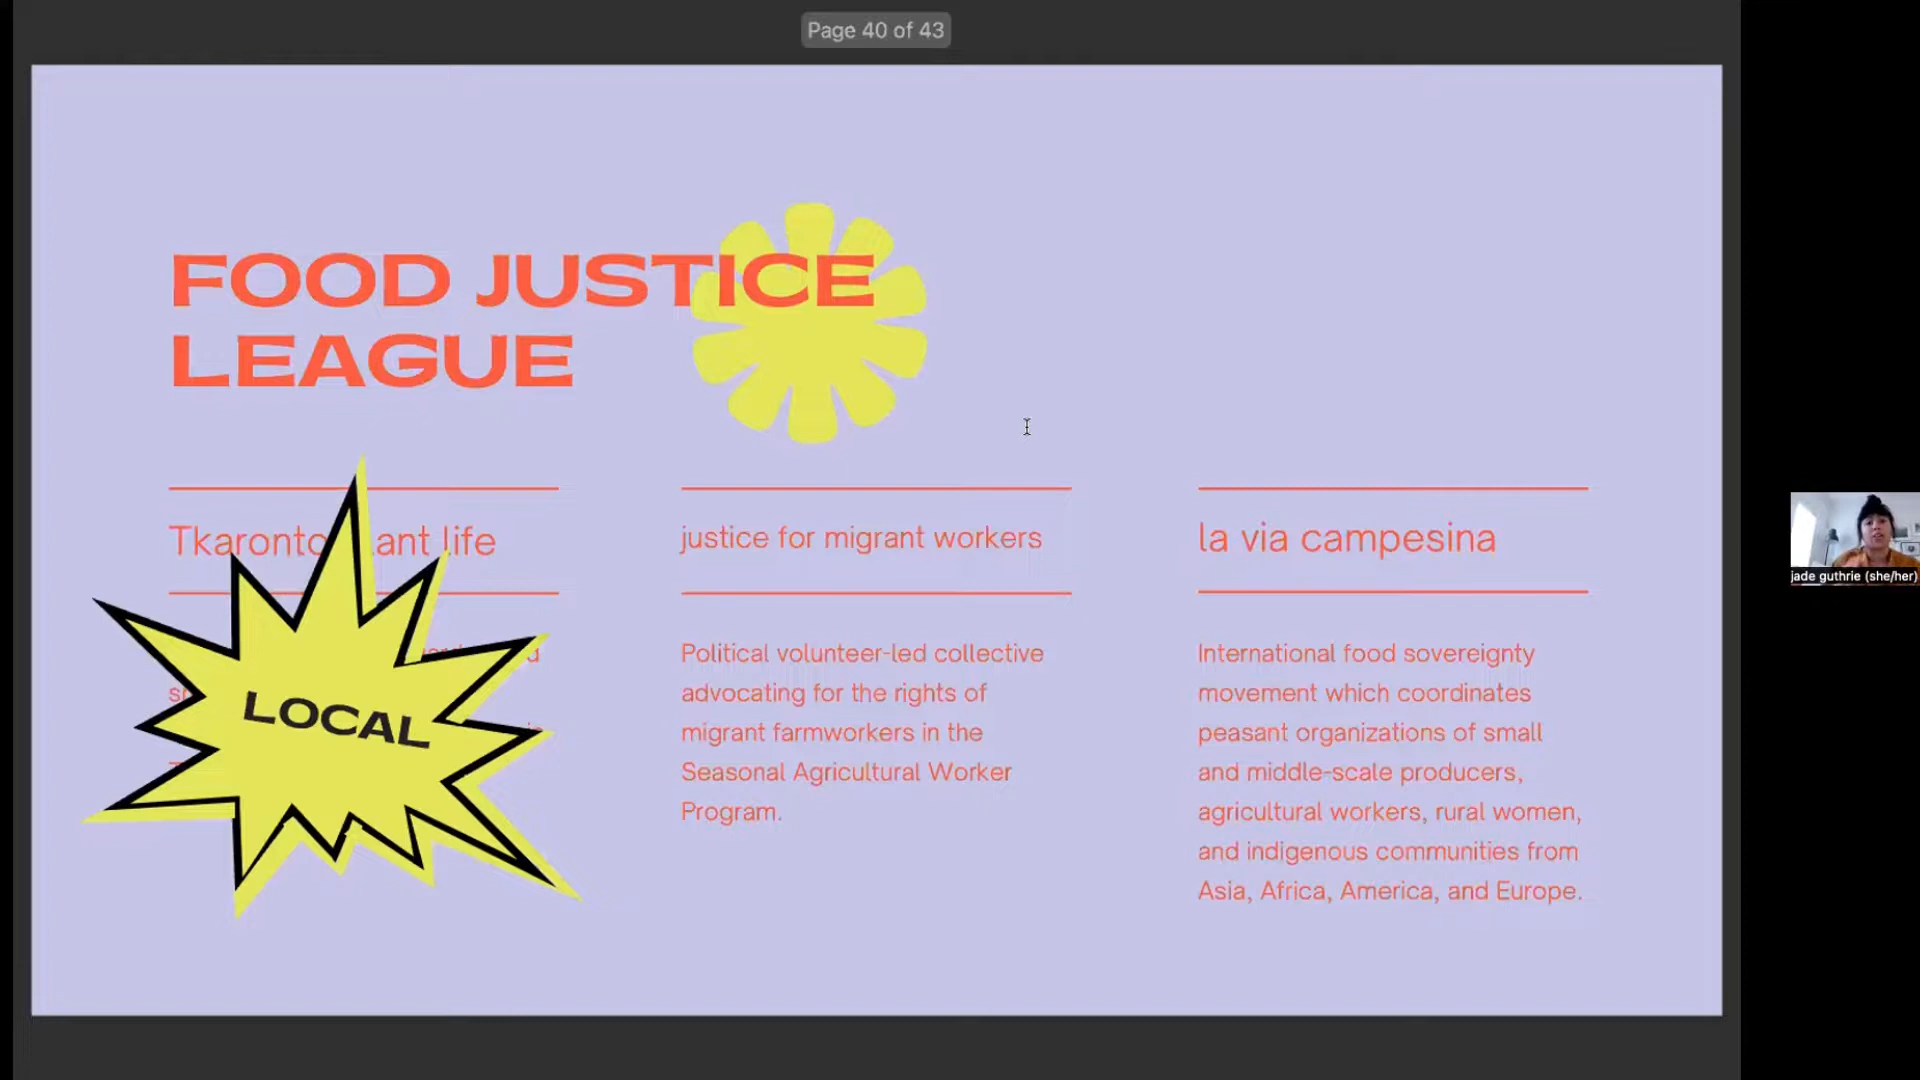 Page 40 of 43
FOOD JUSTICE
LEAGUE
Tkaronto ant life
LOCAL
justice for migrant workers
Political volunteer-led collective
advocating for the rights of
migrant farmworkers in the
Seasonal Agricultural Worker
Program.
la via campesina
International food sovereignty
movement which coordinates
peasant organizations of small
and middle-scale producers,
agricultural workers, rural women,
and indigenous communities from
Asia, Africa, America, and Europe.
jade guthrie (she/her)